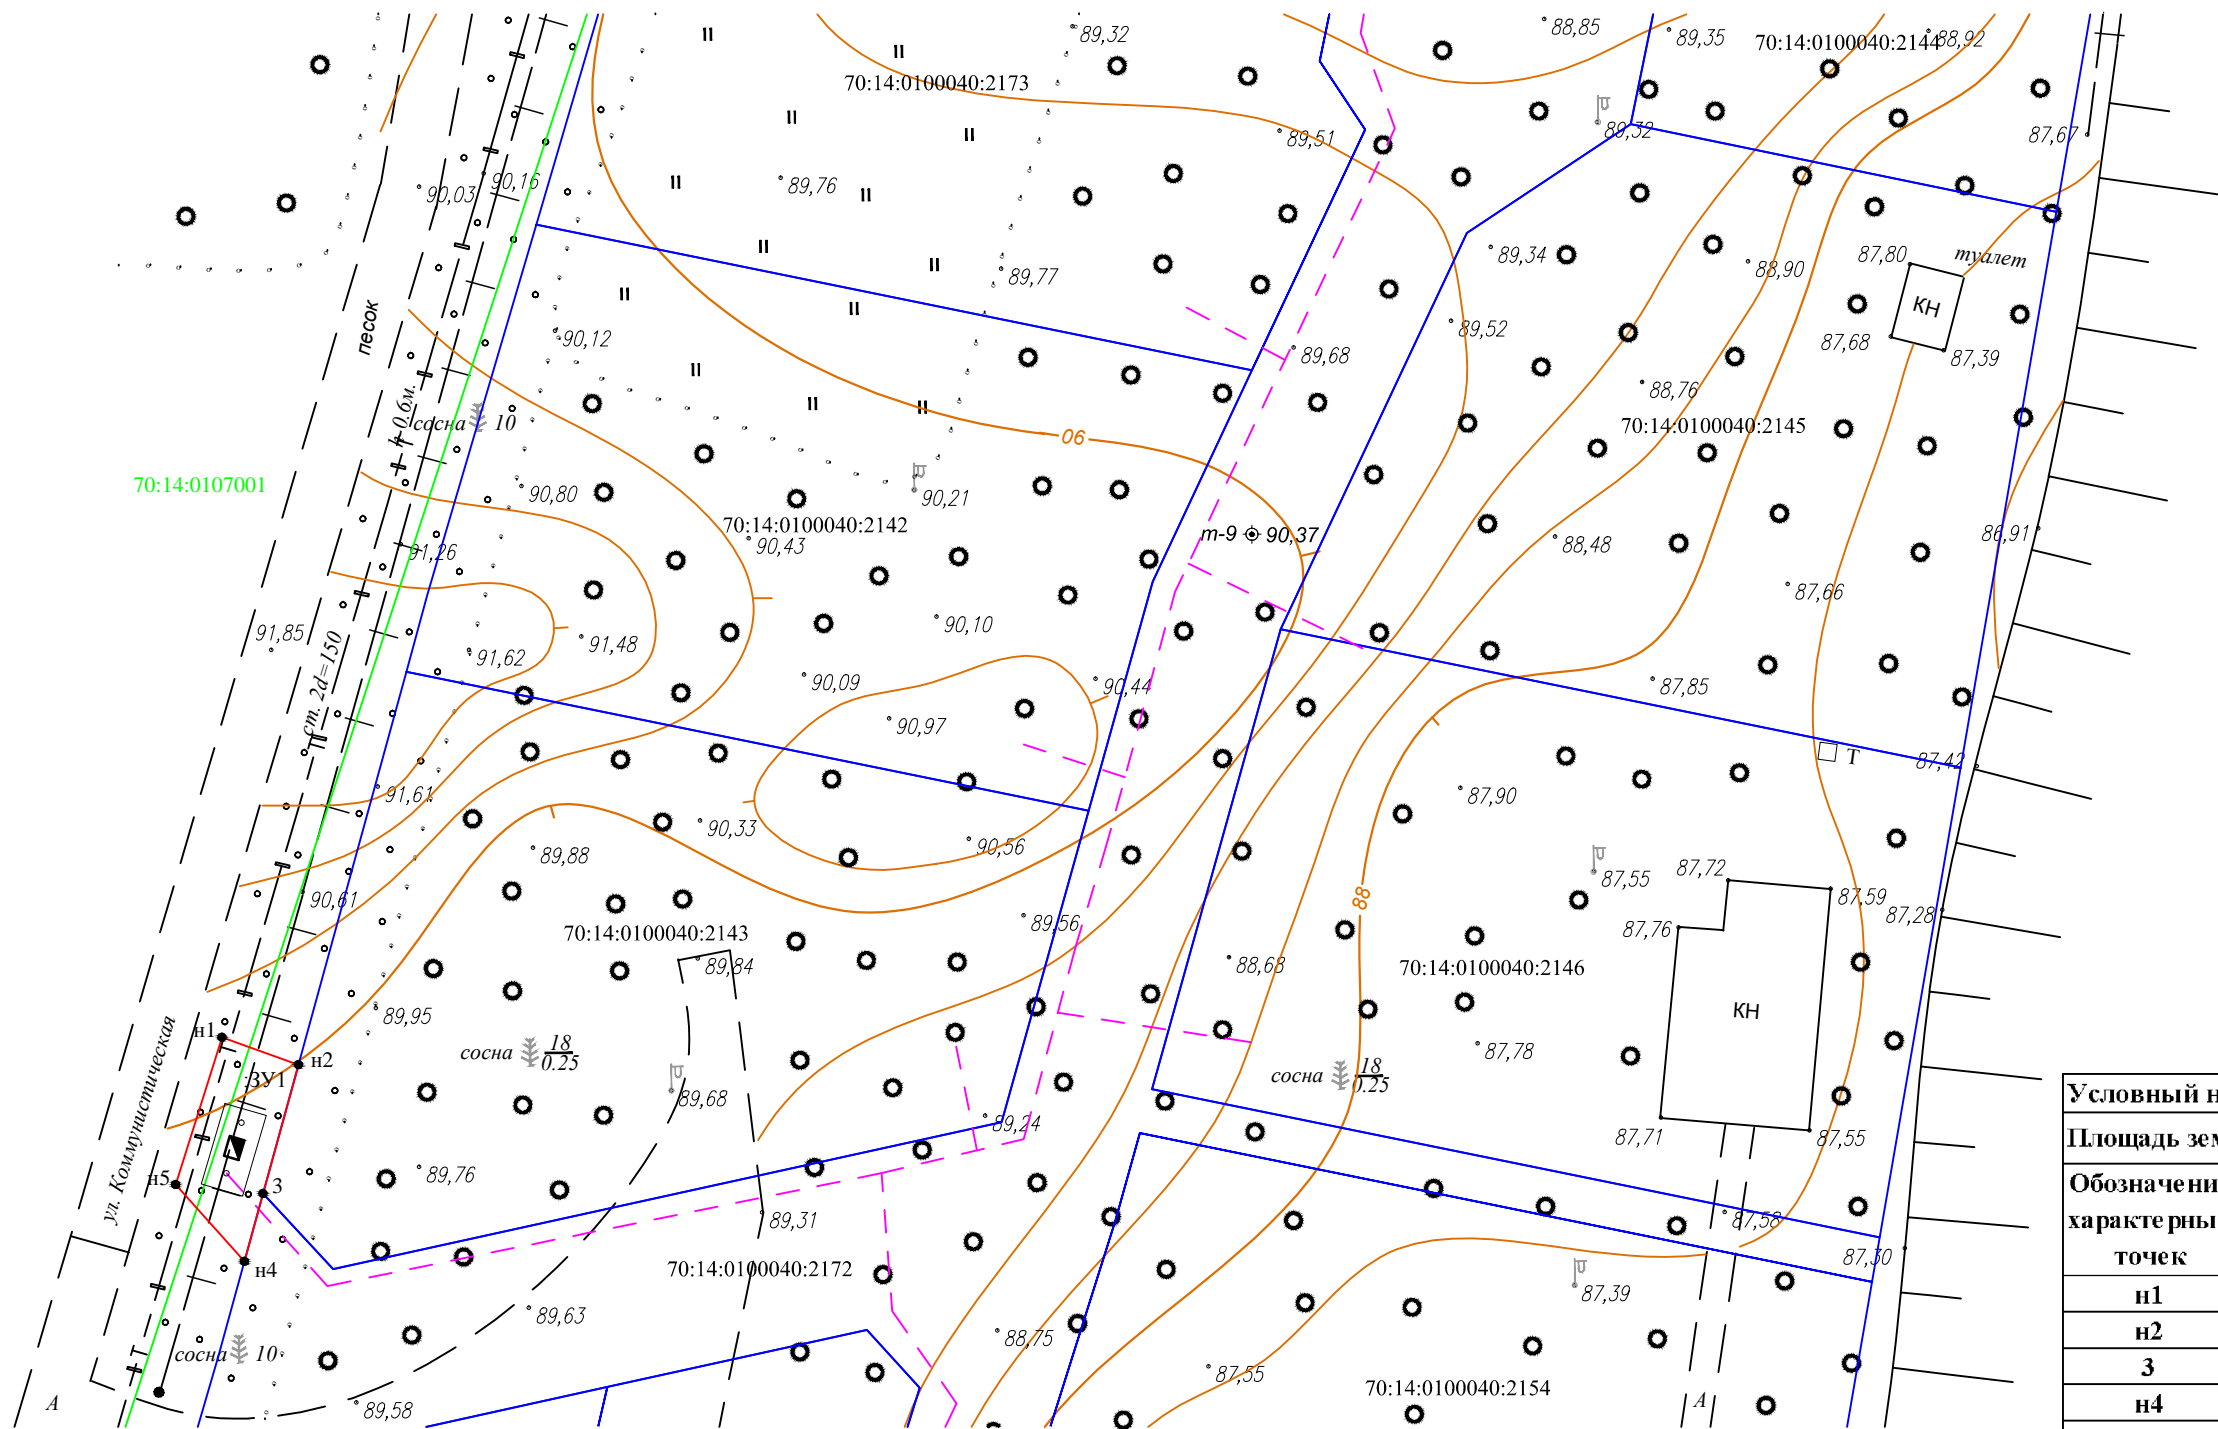 89,32
88,85
89,35
70:14:0100040:2144
88,92
70:14:0100040:2173
89,51
89,32
87,67
90,03
90,16
89,76
89,34
87,80
туалет
88,90
89,77
КН
песок
90,12
89,52
89,68
87,68
87,39
88,76
h-0.6м.
сосна 10
70:14:0100040:2145
90
70:14:0107001
90,80
90,21
70:14:0100040:2142
90,43
т-9 90,37
86,91
91,26
88,48
87,66
91,85
90,10
91,48
91,62
ст. 2d=150
90,09
90,44
87,85
90,97
Т
87,42
91,61
87,90
90,33
89,88
90,56
87,55
87,72
87,59
90,61
88
87,28
89,56
87,76
70:14:0100040:2143
89,84
88,68
70:14:0100040:2146
89,95
КН
н1
н2
:ЗУ1
ул. Коммунистическая
сосна 18
0.25
87,78
сосна 18
0.25
89,68
89,24
87,71
87,55
н5
3
89,76
89,31
87,58
87,30
н4
70:14:0100040:2172
87,39
89,63
88,75
сосна 10
87,55
70:14:0100040:2154
А
89,58
А
Условный н
Площадь зем
Обозначени
характерны
точек
н1
н2
3
н4